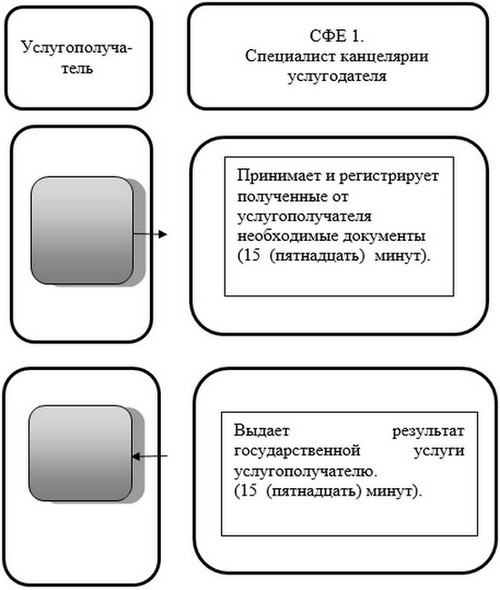 Услугополуча-
тель
СФЕ 1.
Специалист канцелярии
услугодателя
Принимает и регистрирует
полученные от
услугополучателя
необходимые документы
(15 (пятнадцать) минут).
Выдает результат
государственной услуги
услугополучателю.
(15 (пятнадцать) минут).